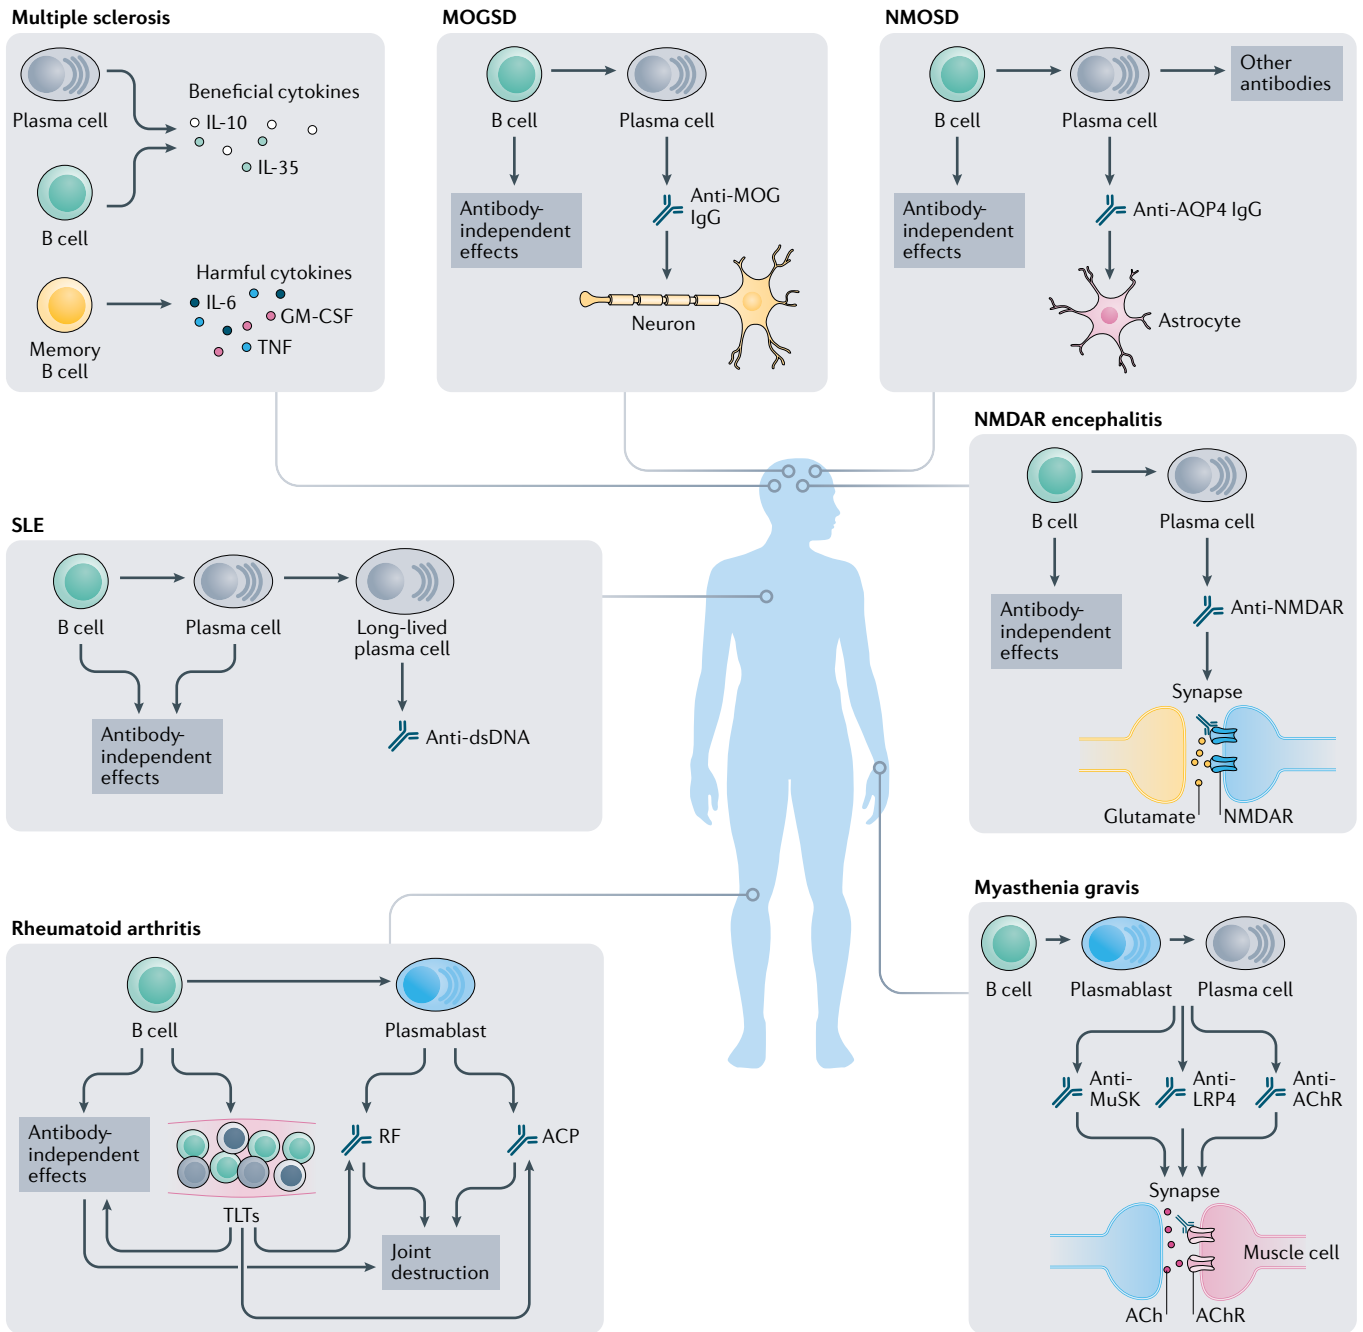 Multiple sclerosis
Plasma cell
B cell
Memory
B cell
Beneficial cytokines
IL-10
IL-35
Harmful cytokines
IL-6
GM-CSF
TNF
MOGSD
B cell
Plasma cell
Antibody-
independent
effects
Anti-MOG
IgG
Neuron
NMOSD
B cell
Plasma cell
Other
antibodies
Antibody-
independent
effects
Anti-AQP4 IgG
Astrocyte
NMDAR encephalitis
B cell
Plasma cell
Antibody-
independent
effects
Anti-NMDAR
Synapse
Glutamate
NMDAR
SLE
B cell
Plasma cell
Long-lived
plasma cell
Antibody-
independent
effects
Anti-dsDNA
Rheumatoid arthritis
B cell
Plasmablast
Antibody-
independent
effects
TLTs
RF
ACP
Joint
destruction
Myasthenia gravis
B cell
Plasmablast
Plasma cell
Anti-
MuSK
Anti-
LRP4
Anti-
AChR
Synapse
Muscle cell
ACh
AChR